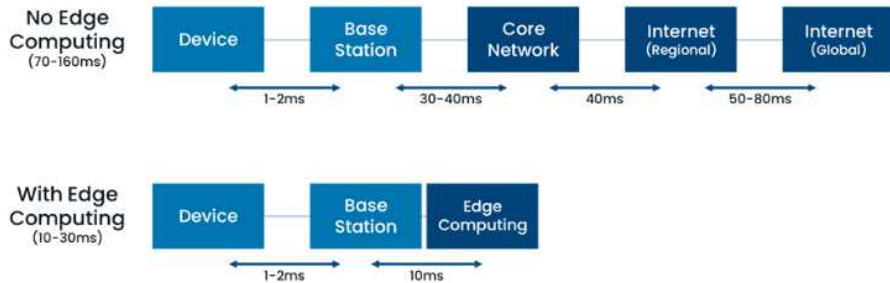 No Edge
Computing
(70-160ms)
Device
Base
Station
Core
Network
Internet
(Regional)
Internet
(Global)
1-2ms
30-40ms
40ms
50-80ms
With Edge
Computing
(10-30ms)
Device
Base
Station
Edge
Computing
1-2ms
10ms